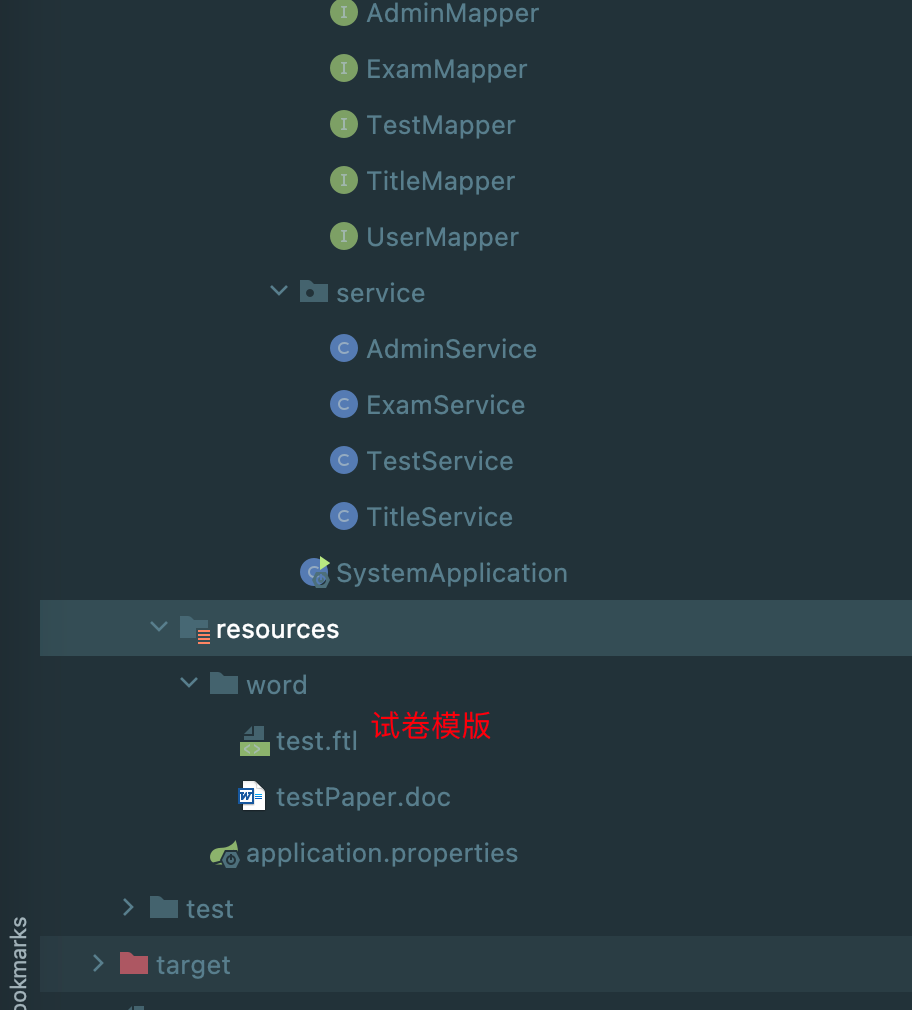 AdminMapper
ExamMapper
TestMapper
TitleMapper
UserMapper
service
AdminService
ExamService
TestService
TitleService
SystemApplication
resources
word
test.ftl 试卷模版
testPaper.doc
application.properties
test
target
ookmarks